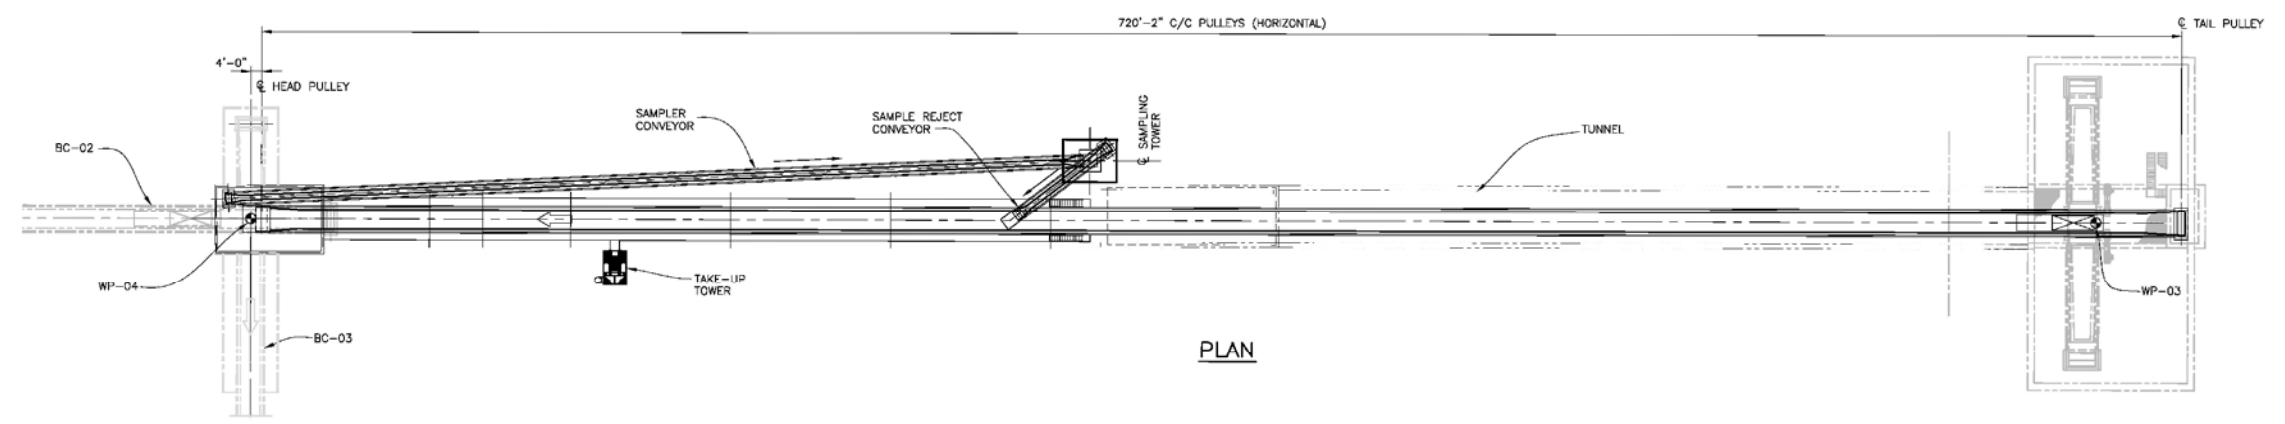 720'-2" C/C PULLEYS (HORIZONTAL)
℄ TAIL PULLEY
4'-0"
℄ HEAD PULLEY
SAMPLER
CONVEYOR
SAMPLE REJECT
CONVEYOR
℄ SAMPLING
TOWER
TUNNEL
BC-02
WP-04
TAKE-UP
TOWER
WP-03
BC-03
PLAN